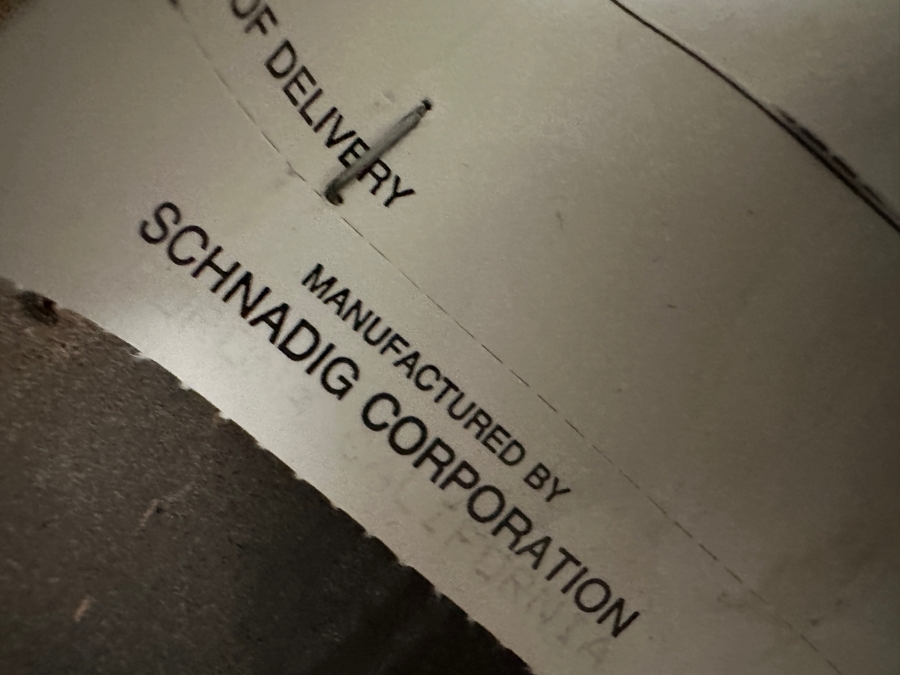 OF DELIVERY
MANUFACTURED BY
SCHNADIG CORPORATION